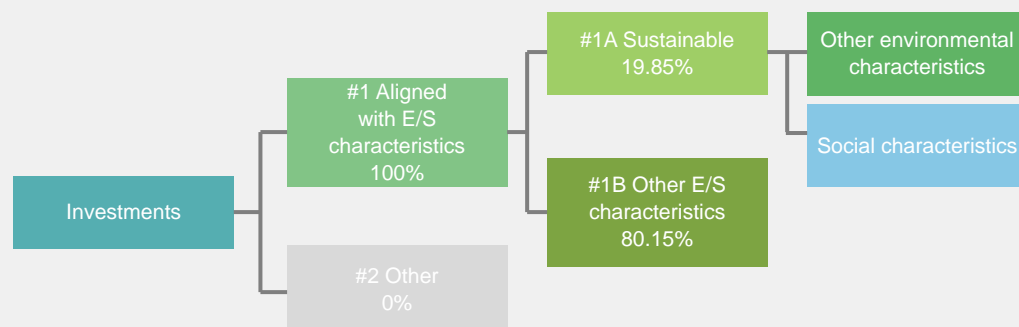 #1A Sustainable
19.85%
Other environmental
characteristics
#1 Aligned
with E/S
characteristics
100%
Social characteristics
#1B Other E/S
characteristics
80.15%
Investments
#2 Other
0%